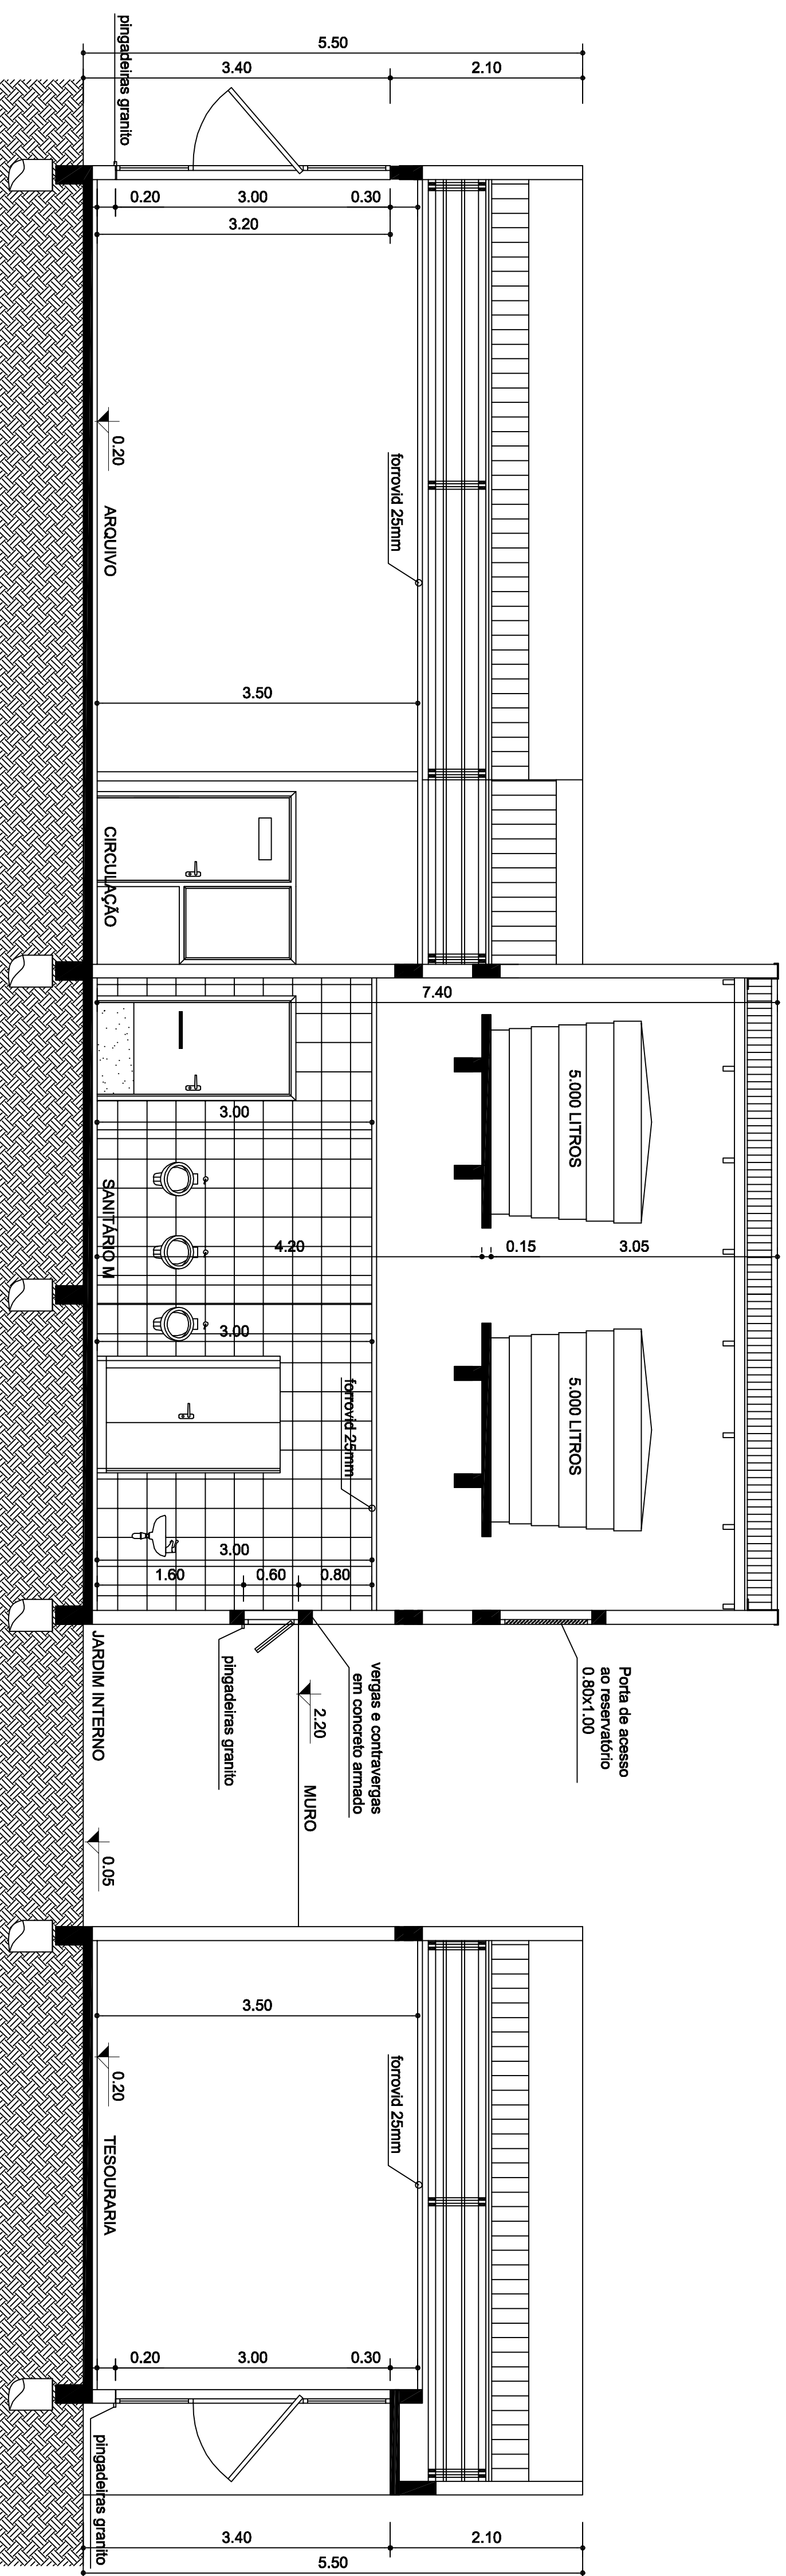 pingadeiras granito
5.50
3.40
2.10
0.20
3.00
0.30
3.20
0.20
ARQUIVO
forrovid 25mm
3.50
CIRCULAÇÃO
7.40
5.000 LITROS
3.00
SANITÁRIO M
4.20
0.15
3.05
3.00
5.000 LITROS
forrovid 25mm
3.00
1.60
0.60
0.80
JARDIM INTERNO
pingadeiras granito
2.20
MURO
vergas e contravergas
em concreto armado
Porta de acesso
ao reservatório
0.80x1.00
0.05
3.50
0.20
TESOURARIA
forrovid 25mm
0.20
3.00
0.30
pingadeiras granito
3.40
2.10
5.50